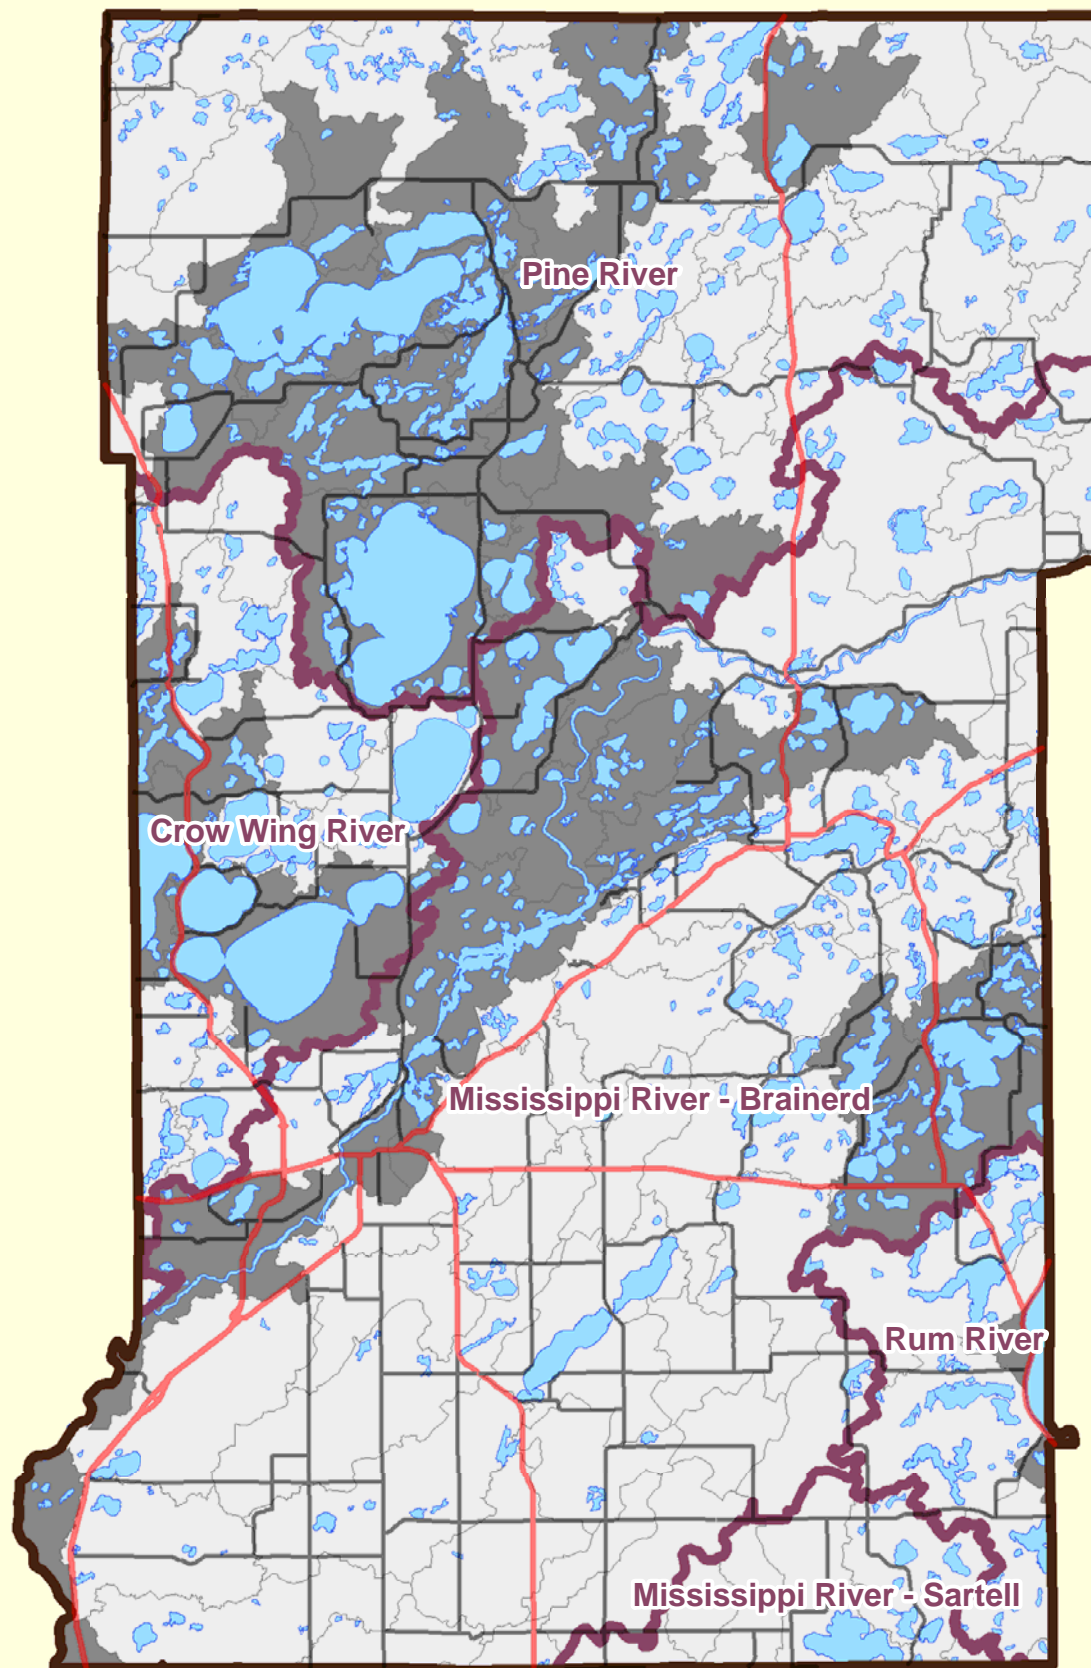 Pine River
Crow Wing River
Mississippi River - Brainerd
Rum River
Mississippi River - Sartell